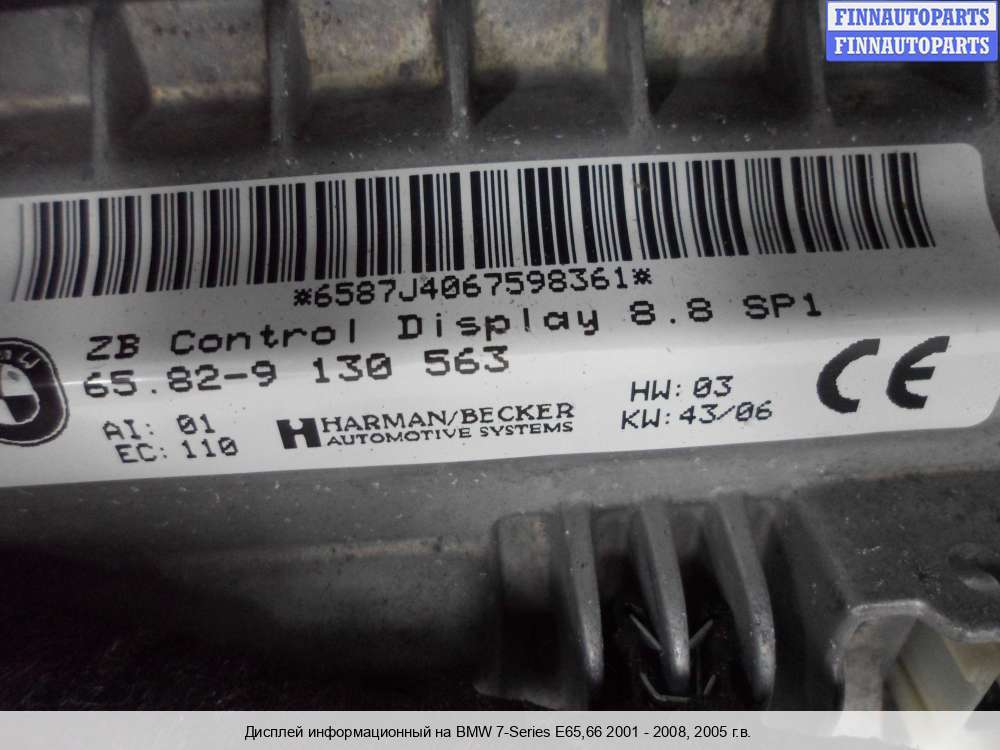 FINNAUTOPARTS
FINNAUTOPARTS
*6587J4067598361*
ZB Control Display 8.8 SP1
65.82-9 130 563
AI: 01
EC: 110
HARMAN/BECKER
AUTOMOTIVE SYSTEMS
HW: 03
KW: 43/06
CE
Дисплей информационный на BMW 7-Series E65,66 2001 - 2008, 2005 г.в.